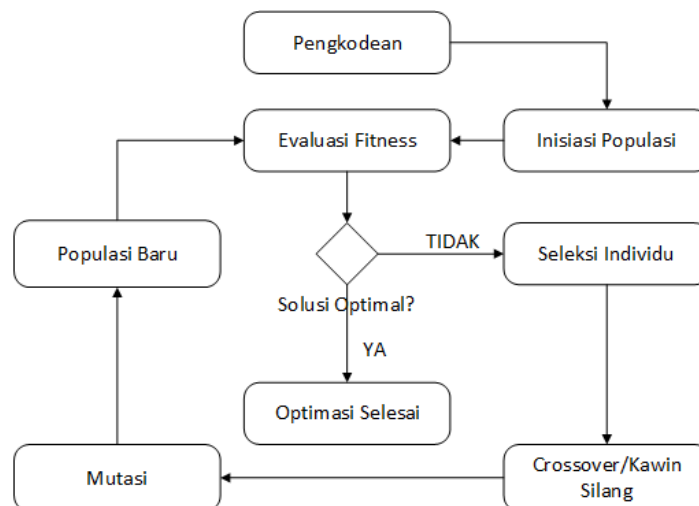 Pengkodean
Evaluasi Fitness
Inisiasi Populasi
Populasi Baru
TIDAK
Seleksi Individu
Solusi Optimal?
YA
Optimasi Selesai
Mutasi
Crossover/Kawin
Silang